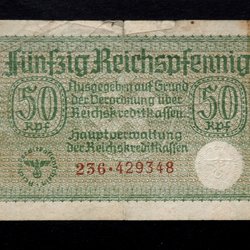 Fünfzig Reichspfennig
Ausgegeben auf Grund
der Verordnung über
Reichskreditkassen
50
Rpf
50
Rpf
Hauptverwaltung
der Reichskreditkassen
236·429348